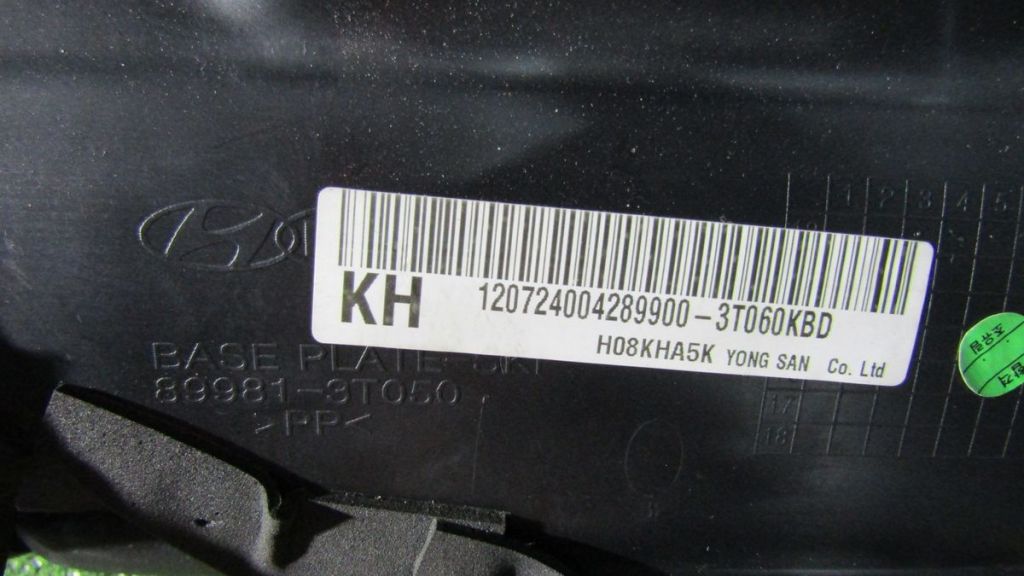 1 2 3 4 5
KH
120724004289900-3T060KBD
H08KHA5K YONG SAN Co. Ltd
BASE PLATE-
89981-3T050
>PP<
17
18